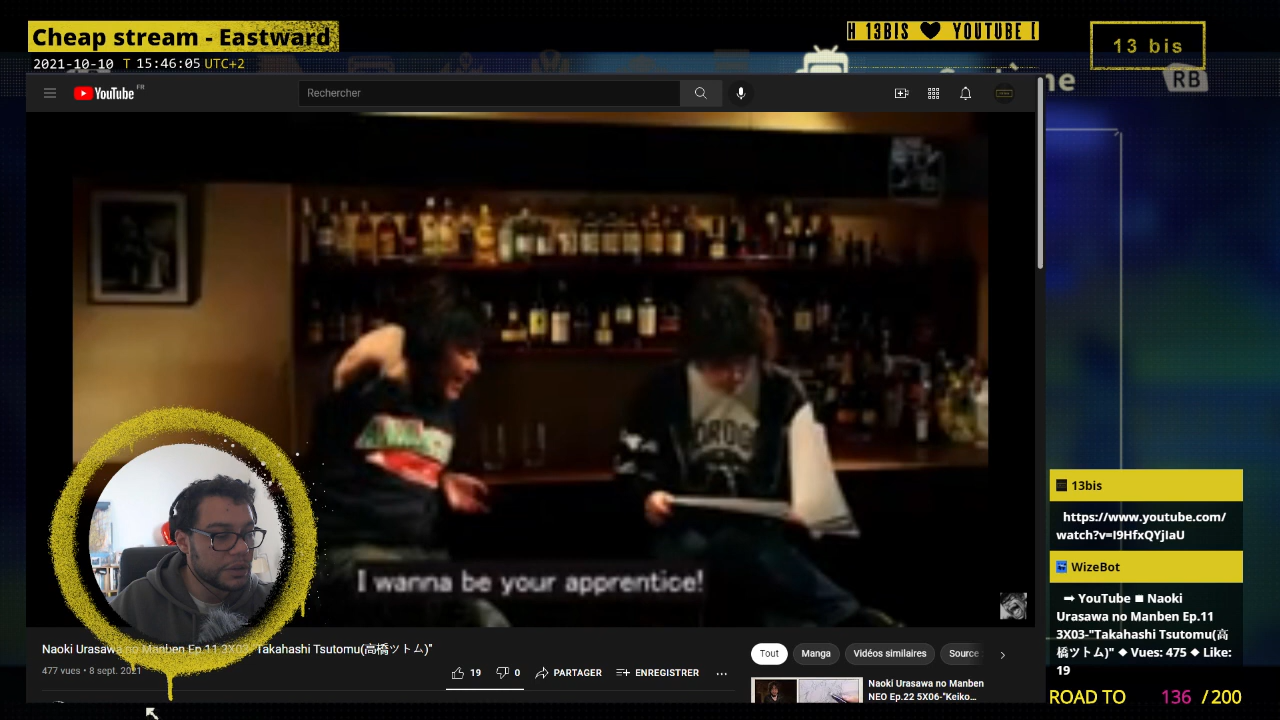 Cheap stream - Eastward
2021-10-10 T 15:46:05 UTC+2
H 13BIS ♥ YOUTUBE [
13 bis
RB
YouTube FR
Rechercher
I wanna be your apprentice!
Naoki Urasawa no Manben Ep.11 3X03-"Takahashi Tsutomu(高橋ツトム)"
477 vues • 8 sept. 2021
19
0
PARTAGER
ENREGISTRER
Tout
Manga
Vidéos similaires
Source
Naoki Urasawa no Manben
NEO Ep.22 5X06-"Keiko...
13bis
https://www.youtube.com/
watch?v=I9HfxQYjIaU
WizeBot
➡ YouTube ■ Naoki
Urasawa no Manben Ep.11
3X03-"Takahashi Tsutomu(高
橋ツトム)" ◆ Vues: 475 ◆ Like:
19
ROAD TO 136 / 200